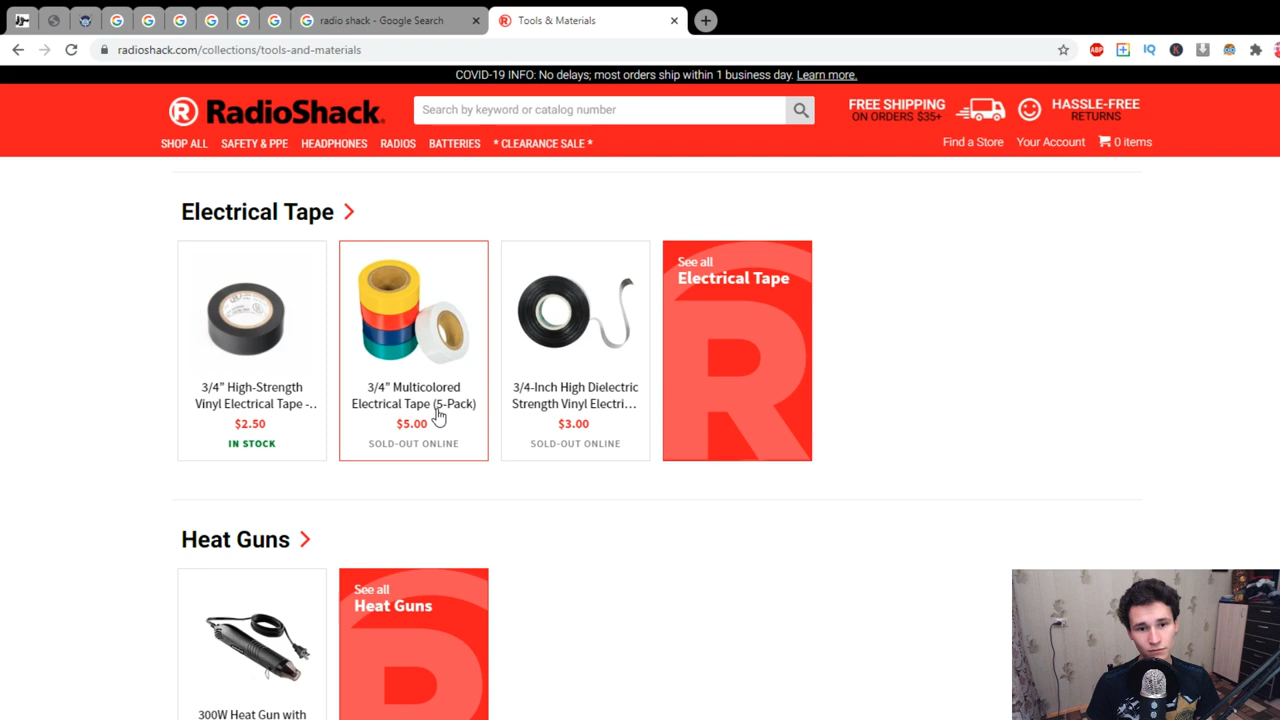 radio shack - Google Search
Tools & Materials
radioshack.com/collections/tools-and-materials
ABP
IQ
K
COVID-19 INFO: No delays; most orders ship within 1 business day. Learn more.
R RadioShack.
Search by keyword or catalog number
FREE SHIPPING
ON ORDERS $35+
HASSLE-FREE
RETURNS
SHOP ALL
SAFETY & PPE
HEADPHONES
RADIOS
BATTERIES
* CLEARANCE SALE *
Find a Store
Your Account
0 items
Electrical Tape
3/4" High-Strength
Vinyl Electrical Tape -..
$2.50
IN STOCK
3/4" Multicolored
Electrical Tape (5-Pack)
$5.00
SOLD-OUT ONLINE
3/4-Inch High Dielectric
Strength Vinyl Electri...
$3.00
SOLD-OUT ONLINE
See all
Electrical Tape
R
Heat Guns
300W Heat Gun with
See all
Heat Guns